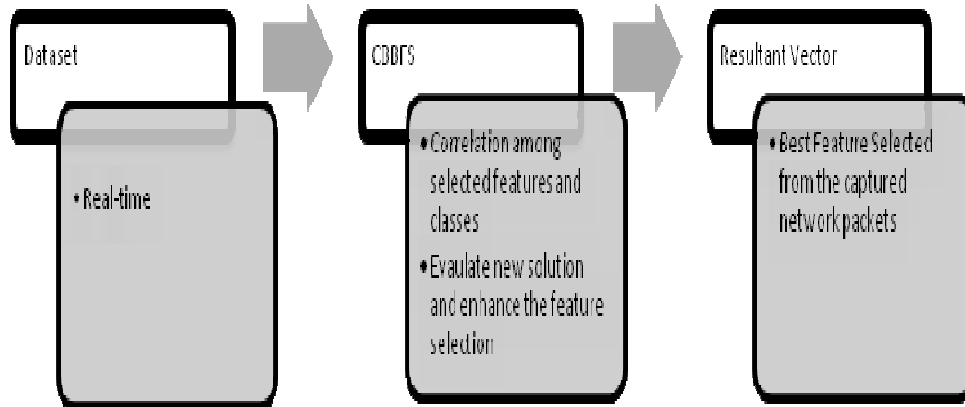 Dataset
• Real-time
CBBFS
• Correlation among
selected features and
classes
• Evaulate new solution
and enhance the feature
selection
Resultant Vector
• Best Feature Selected
from the captured
network packets